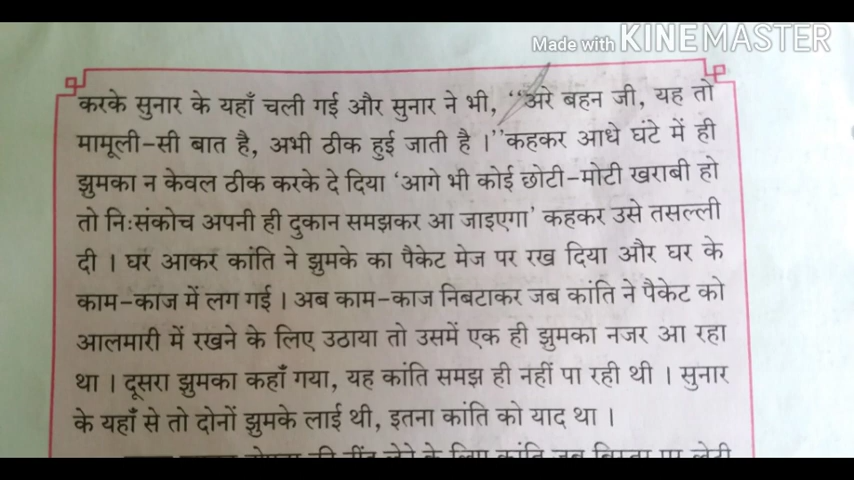 Made with KINEMASTER
करके सुनार के यहाँ चली गई और सुनार ने भी, ‘‘अरे बहन जी, यह तो
मामूली-सी बात है, अभी ठीक हुई जाती है ।’’ कहकर आधे घंटे में ही
झुमका न केवल ठीक करके दे दिया ‘आगे भी कोई छोटी-मोटी खराबी हो
तो निःसंकोच अपनी ही दुकान समझकर आ जाइएगा’ कहकर उसे तसल्ली
दी । घर आकर कांति ने झुमके का पैकेट मेज पर रख दिया और घर के
काम-काज में लग गई । अब काम-काज निबटाकर जब कांति ने पैकेट को
आलमारी में रखने के लिए उठाया तो उसमें एक ही झुमका नजर आ रहा
था । दूसरा झुमका कहाँ गया, यह कांति समझ ही नहीं पा रही थी । सुनार
के यहाँ से तो दोनों झुमके लाई थी, इतना कांति को याद था ।
की नींद लेने के लिए कांति जब बिस्तर पर लेटी